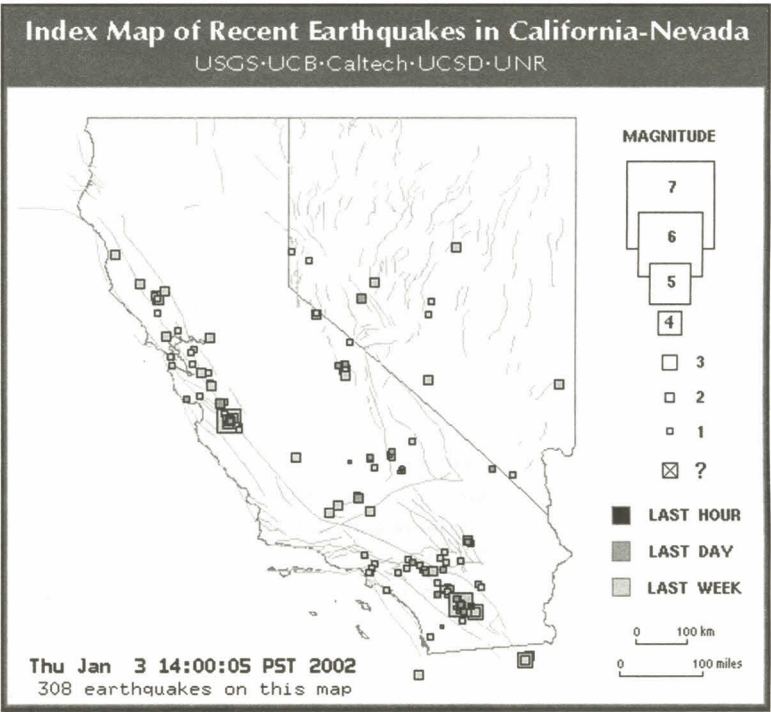 Index Map of Recent Earthquakes in California-Nevada
USGS·UCB·Caltech·UCSD·UNR
MAGNITUDE
7
6
5
4
3
2
1
?
LAST HOUR
LAST DAY
LAST WEEK
0 100 km
0 100 miles
Thu Jan 3 14:00:05 PST 2002
308 earthquakes on this map